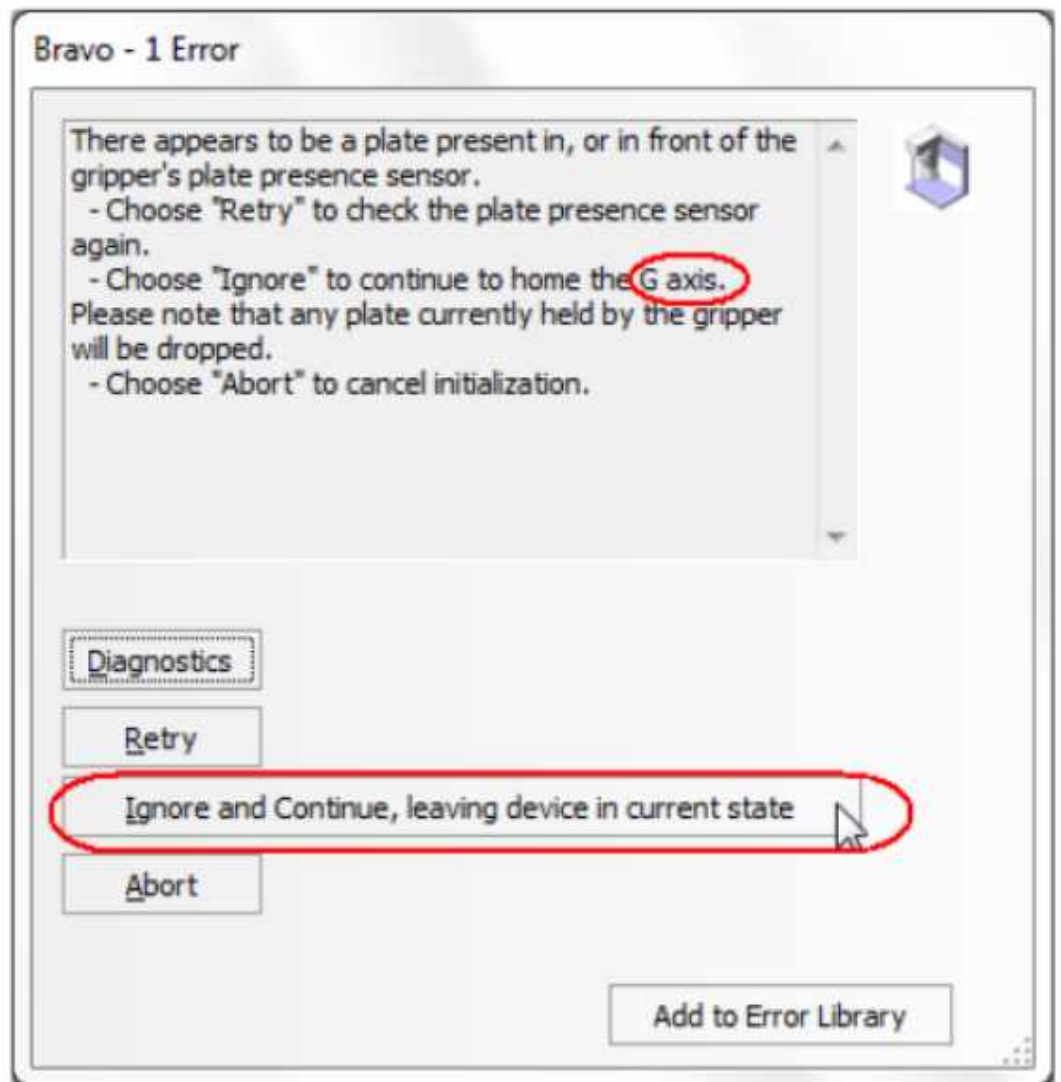 Bravo - 1 Error
There appears to be a plate present in, or in front of the
gripper's plate presence sensor.
- Choose "Retry" to check the plate presence sensor
again.
- Choose "Ignore" to continue to home the G axis.
Please note that any plate currently held by the gripper
will be dropped.
- Choose "Abort" to cancel initialization.
Diagnostics
Retry
Ignore and Continue, leaving device in current state
Abort
Add to Error Library